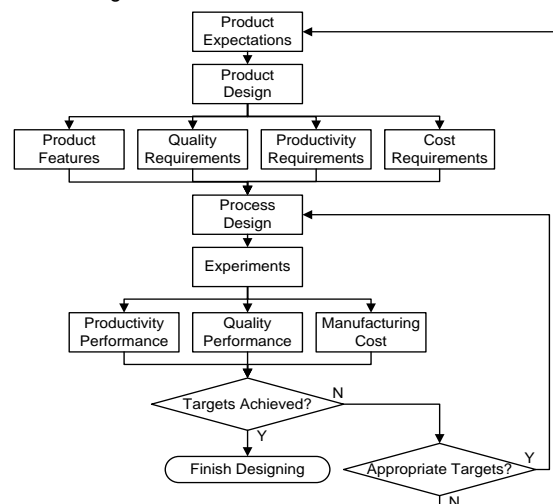 Product
Expectations
Product
Design
Product
Features
Quality
Requirements
Productivity
Requirements
Cost
Requirements
Process
Design
Experiments
Productivity
Performance
Quality
Performance
Manufacturing
Cost
Targets Achieved?
N
Y
Finish Designing
Appropriate Targets?
Y
N